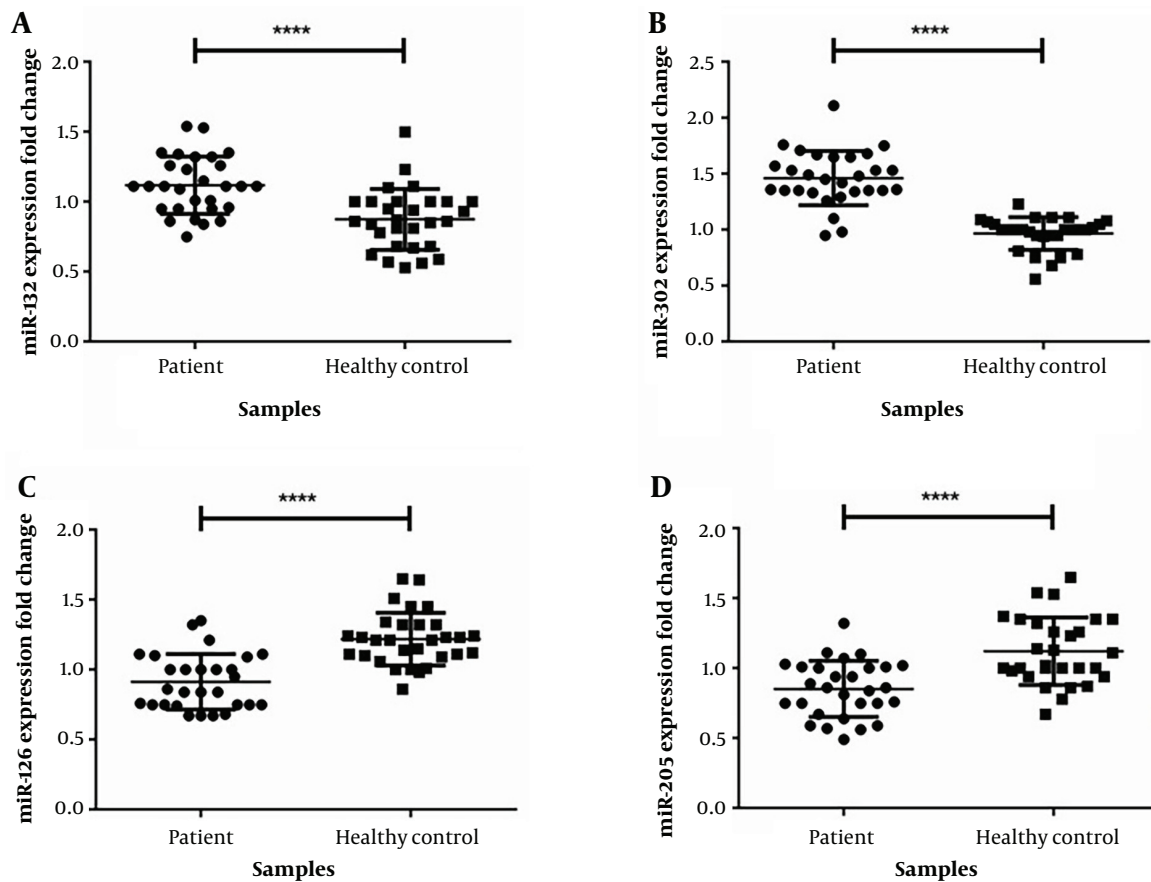 A
miR-132 expression fold change
****
2.0
1.5
1.0
0.5
0.0
Patient
Healthy control
Samples
B
miR-302 expression fold change
****
2.5
2.0
1.5
1.0
0.5
0.0
Patient
Healthy control
Samples
C
miR-126 expression fold change
****
2.0
1.5
1.0
0.5
0.0
Patient
Healthy control
Samples
D
miR-205 expression fold change
****
2.0
1.5
1.0
0.5
0.0
Patient
Healthy control
Samples